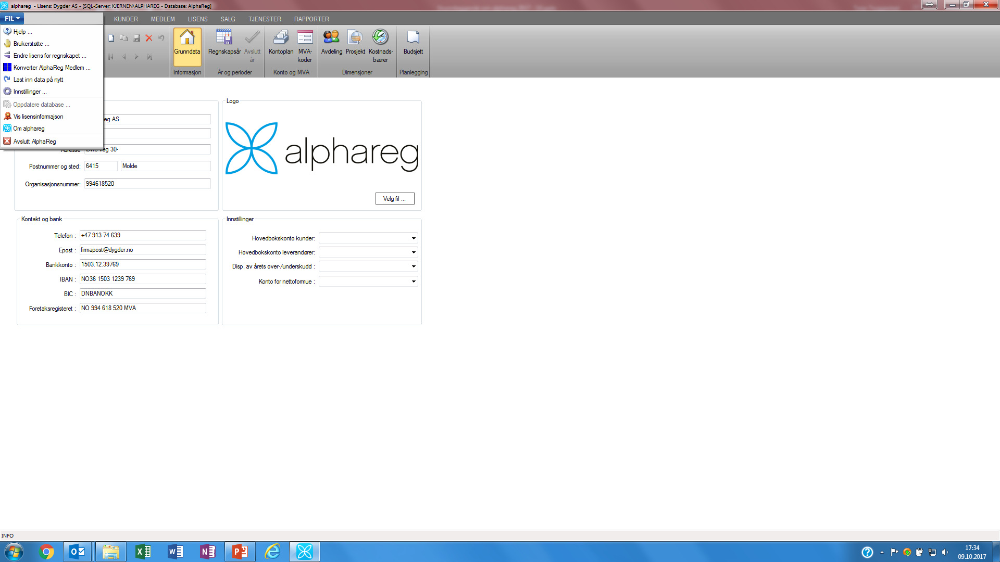 alphareg - Lisens: Dygder AS - [SQL-Server: KJERNEN\ALPHAREG - Database: AlphaReg]
FIL
KUNDER MEDLEM LISENS SALG TJENESTER RAPPORTER
Hjelp ...
Brukerstøtte ...
Endre lisens for regnskapet ...
Konverter AlphaReg Medlem ...
Last inn data på nytt
Innstillinger ...
Oppdatere database ...
Vis lisensinformajson
Om alphareg
Avslutt AlphaReg
Grunndata
Informasjon
Regnskapsår Avslutt år
År og perioder
Kontoplan MVA-koder
Konto og MVA
Avdeling Prosjekt Kostnads-bærer
Dimensjoner
Budsjett
Planlegging
eg AS
Adresse
veg 30-
Postnummer og sted: 6415 Molde
Organisasjonsnummer: 994618520
Logo
alphareg
Velg fil ...
Kontakt og bank
Telefon : +47 913 74 639
Epost : firmapost@dygder.no
Bankkonto : 1503.12.39769
IBAN : NO36 1503 1239 769
BIC : DNBANOKK
Foretaksregisteret : NO 994 618 520 MVA
Innstillinger
Hovedbokskonto kunder:
Hovedbokskonto leverandører:
Disp. av årets over-/underskudd :
Konto for nettoformue :
INFO
17:34
09.10.2017